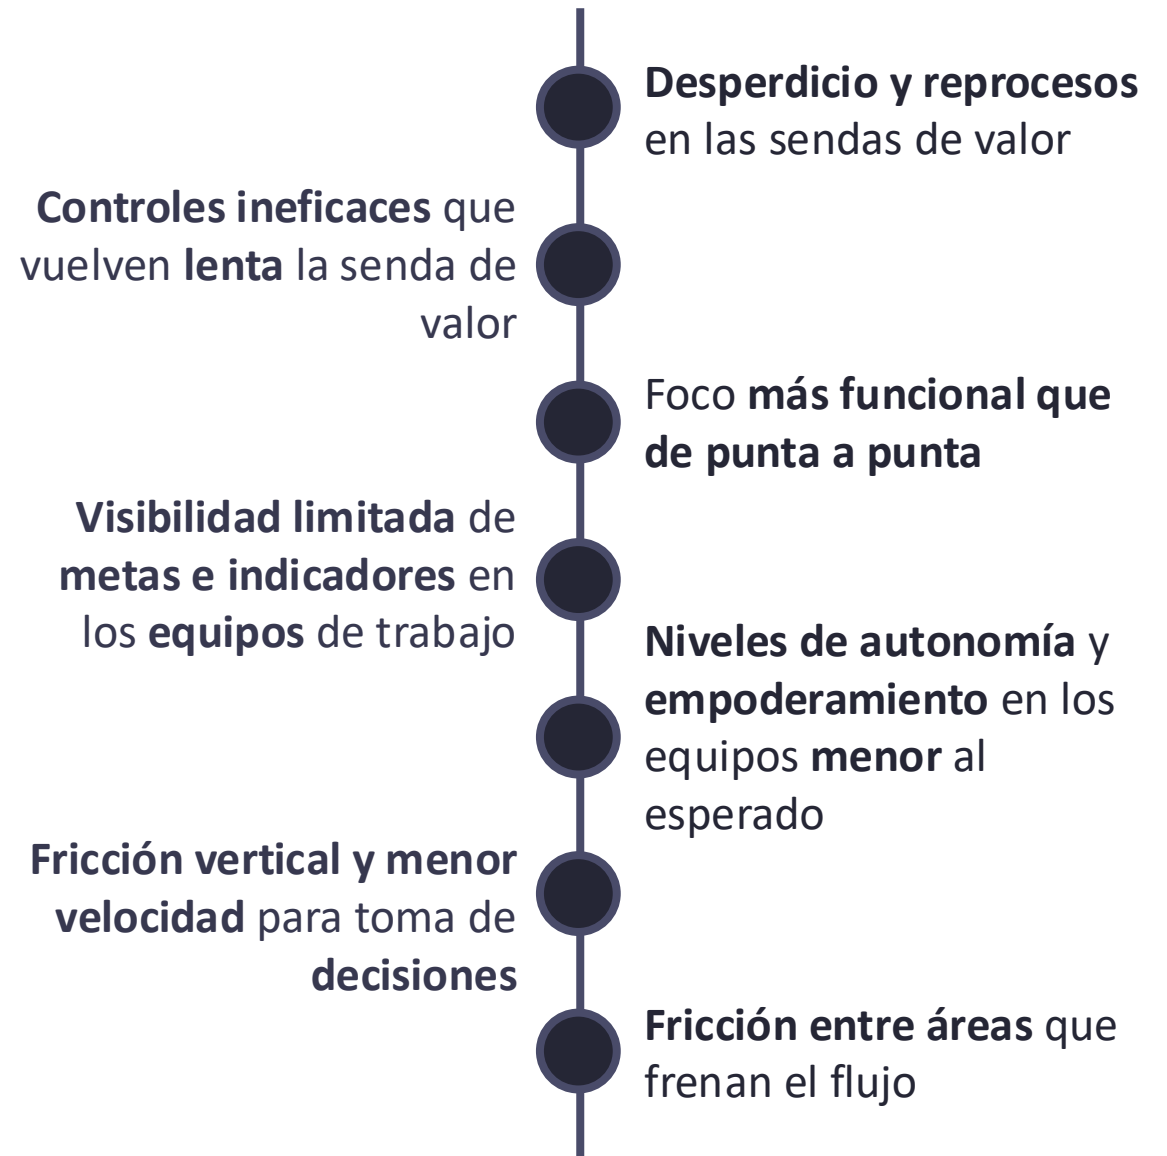 Desperdicio y reprocesos
en las sendas de valor
Controles ineficaces que
vuelven lenta la senda de
valor
Foco más funcional que
de punta a punta
Visibilidad limitada de
metas e indicadores en
los equipos de trabajo
Niveles de autonomía y
empoderamiento en los
equipos menor al
esperado
Fricción vertical y menor
velocidad para toma de
decisiones
Fricción entre áreas que
frenan el flujo